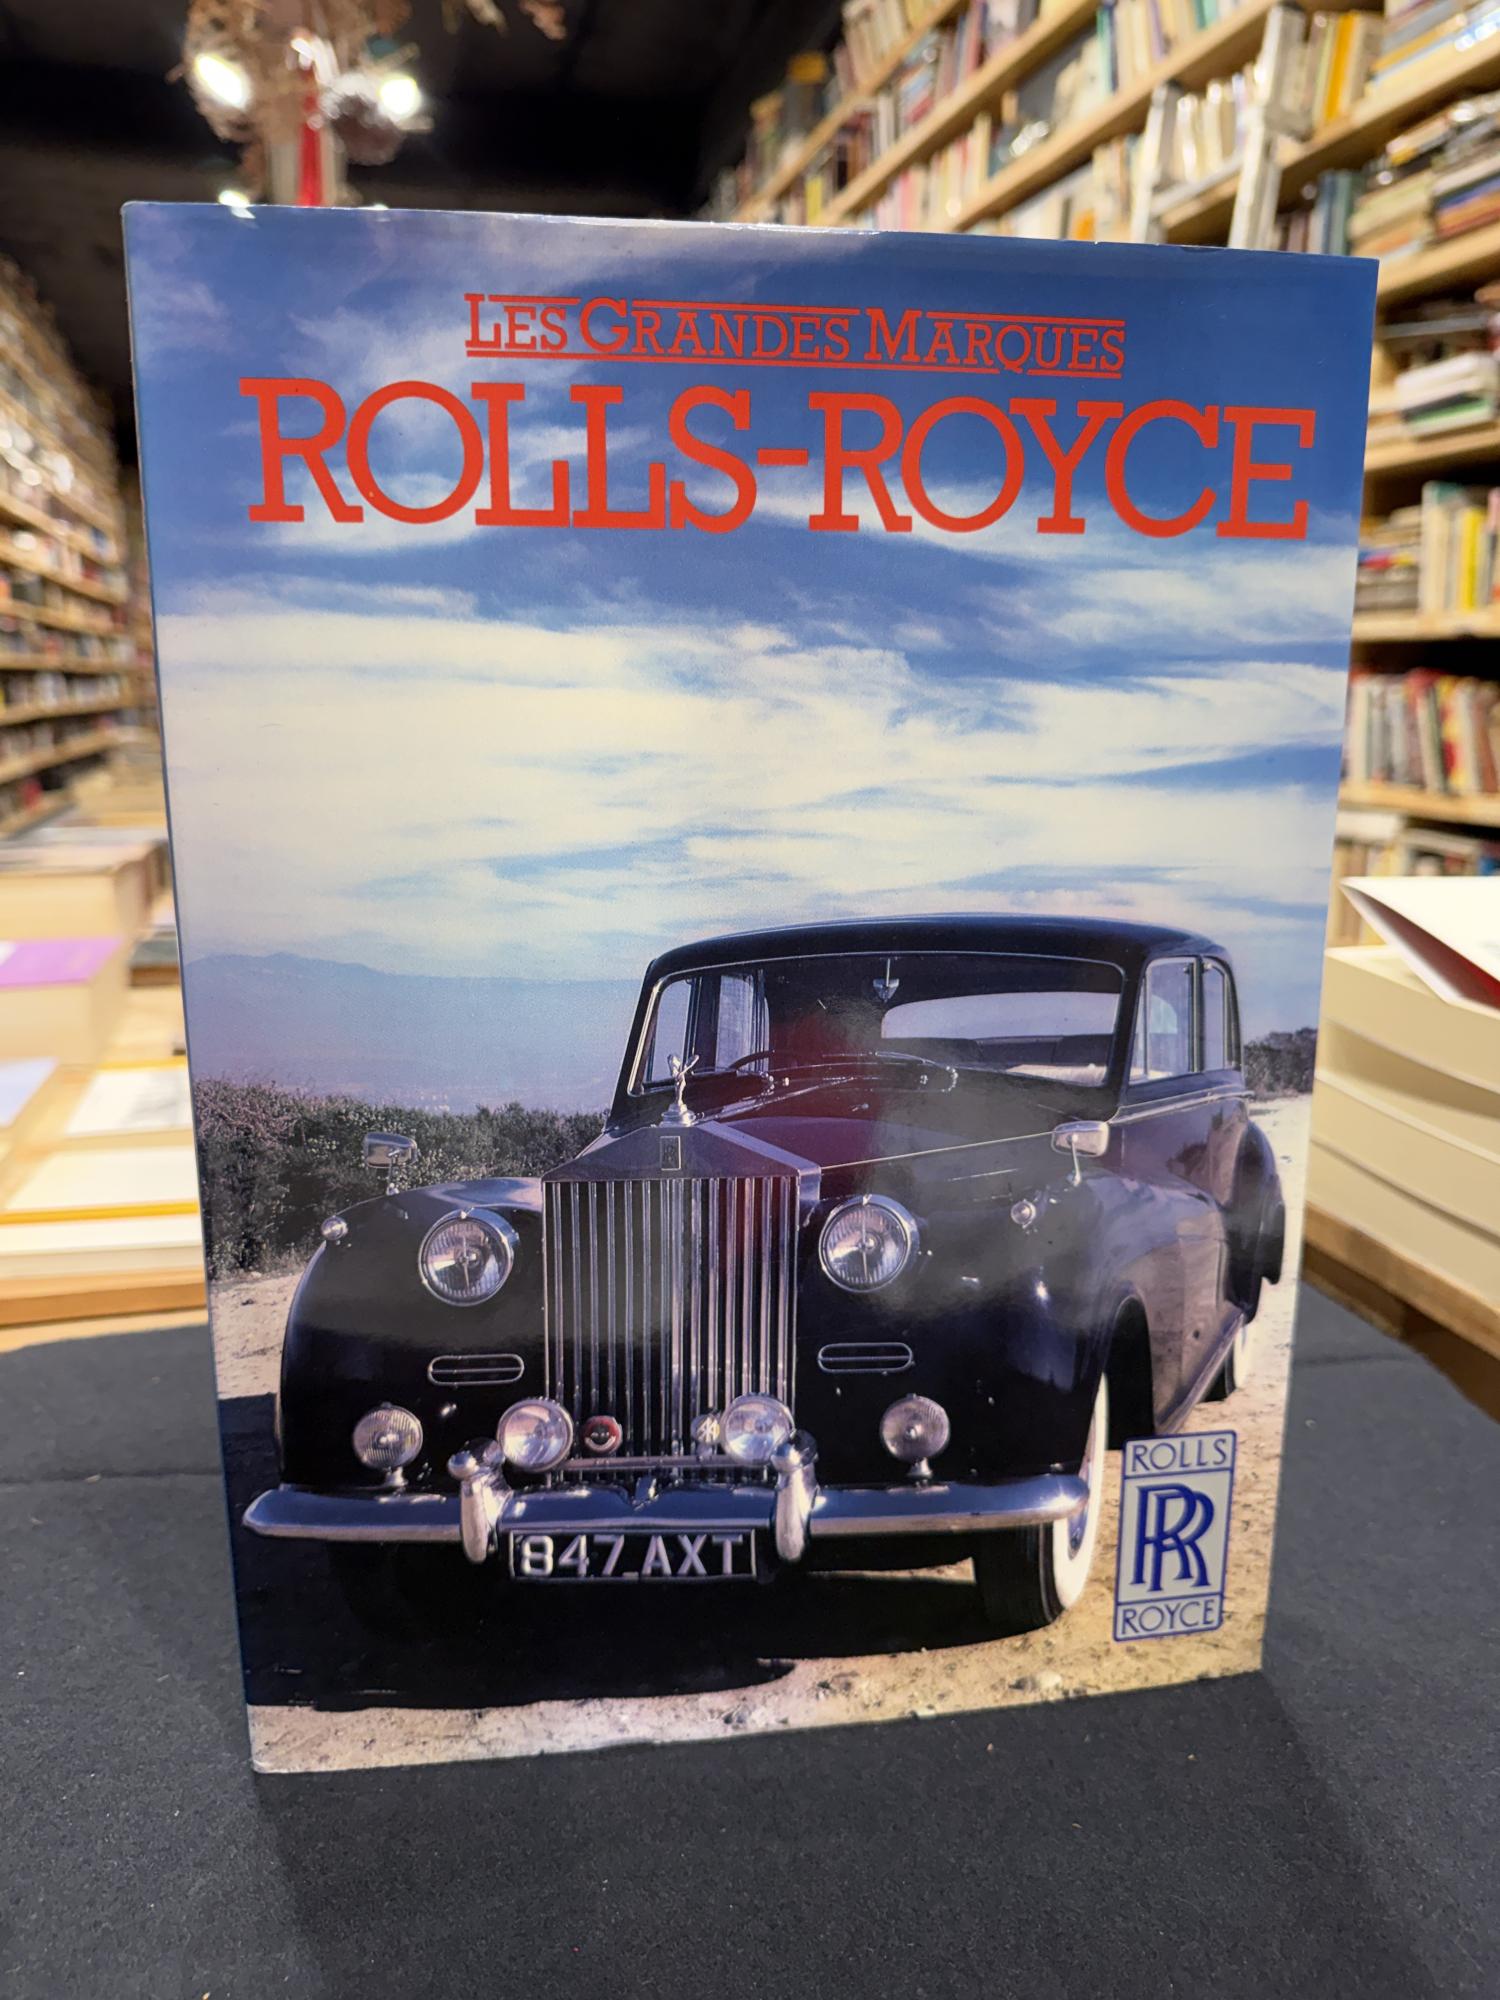 LES GRANDES MARQUES
ROLLS-ROYCE
847 AXT
ROLLS
RR
ROYCE